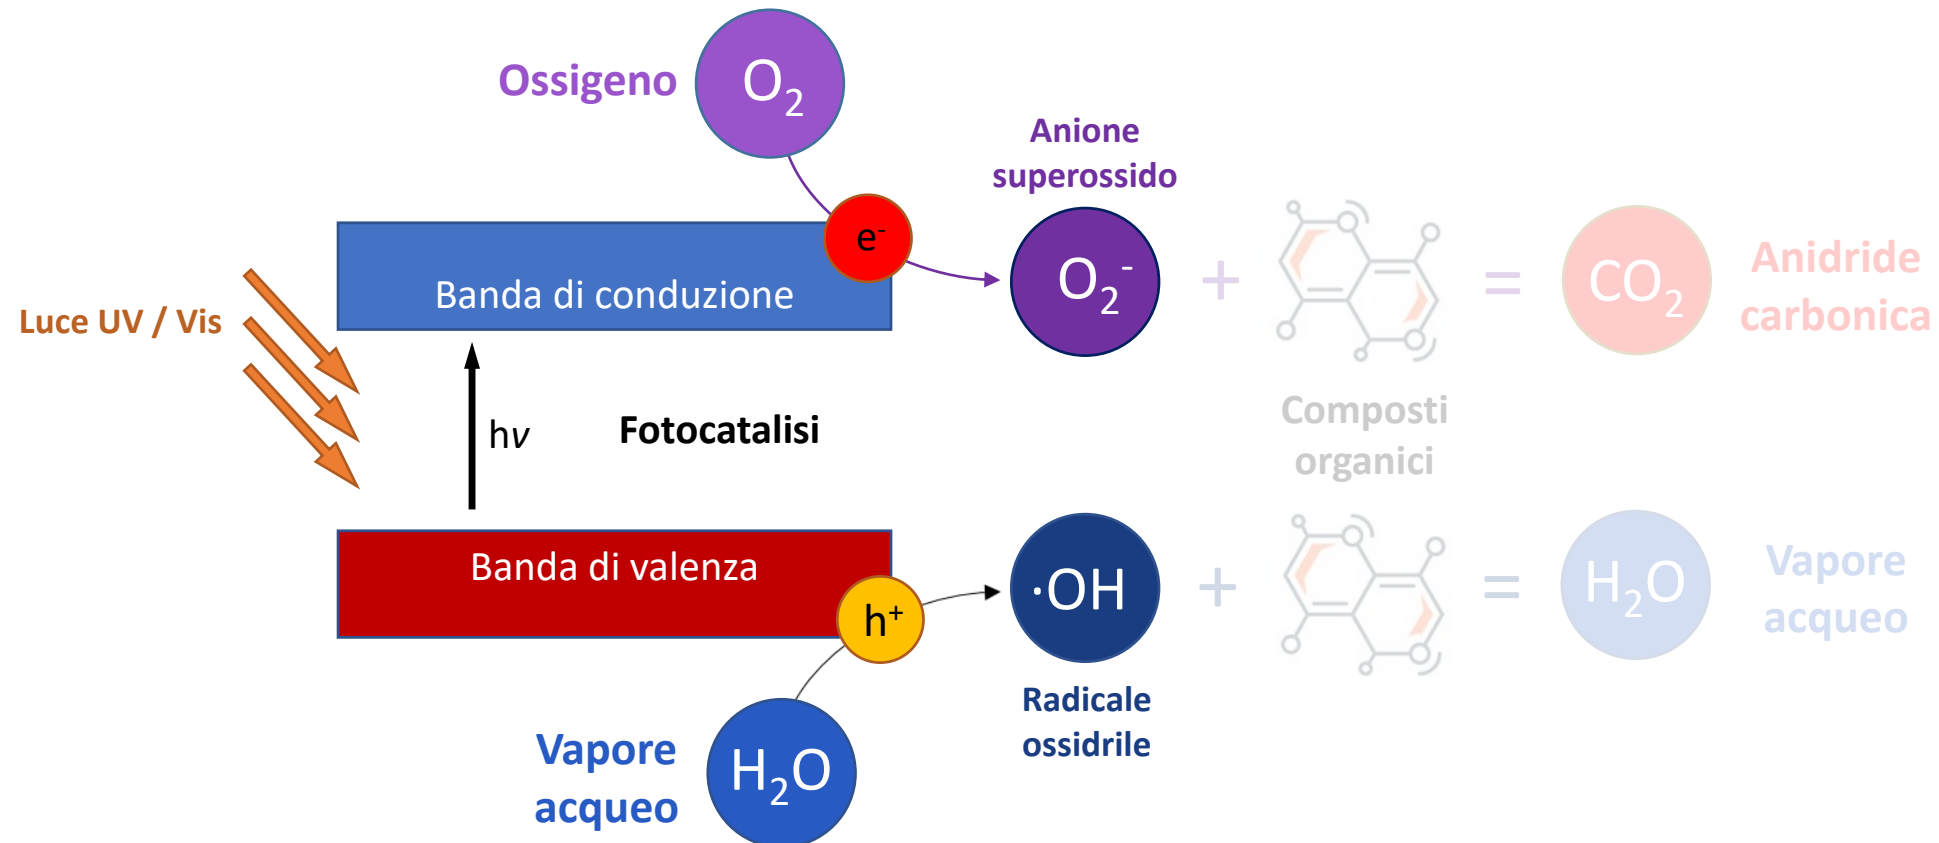 Ossigeno
O₂
Anione
superossido
e⁻
Banda di conduzione
O₂⁻
+
=
CO₂
Anidride
carbonica
Luce UV / Vis
hν
Fotocatalisi
Composti
organici
Banda di valenza
h⁺
·OH
+
=
H₂O
Vapore
acqueo
Radicale
ossidrile
Vapore
acqueo
H₂O